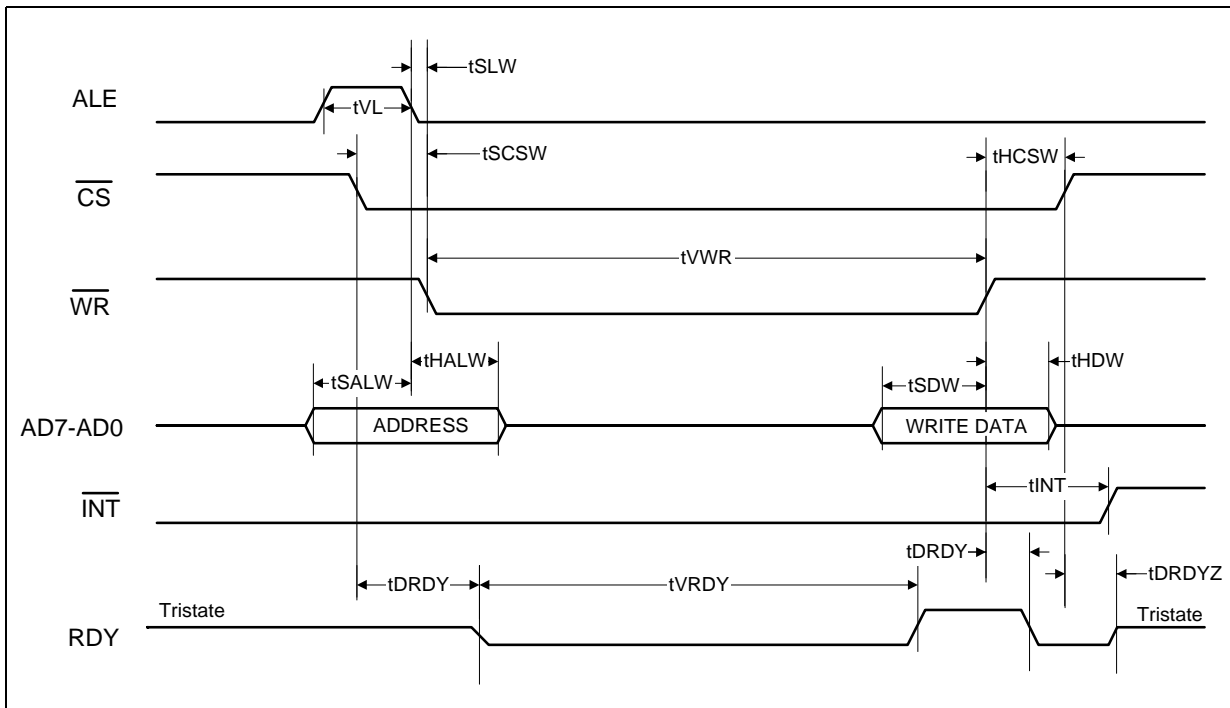 tSLW
ALE
tVL
tSCSW
tHCSW
CS
tVWR
WR
tHALW
tHDW
tSALW
tSDW
AD7-AD0
ADDRESS
WRITE DATA
tINT
INT
tDRDY
tDRDY
tVRDY
tDRDYZ
Tristate
Tristate
RDY